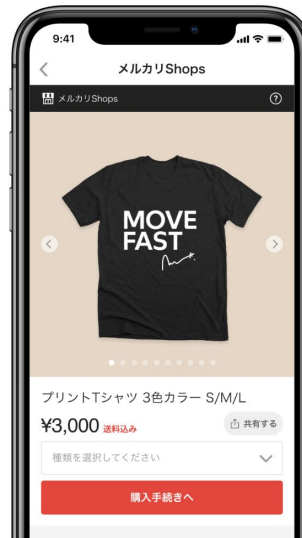 9:41
メルカリShops
メルカリShops
MOVE
FAST
プリントTシャツ 3色カラー S/M/L
¥3,000 送料込み
共有する
種類を選択してください
購入手続きへ